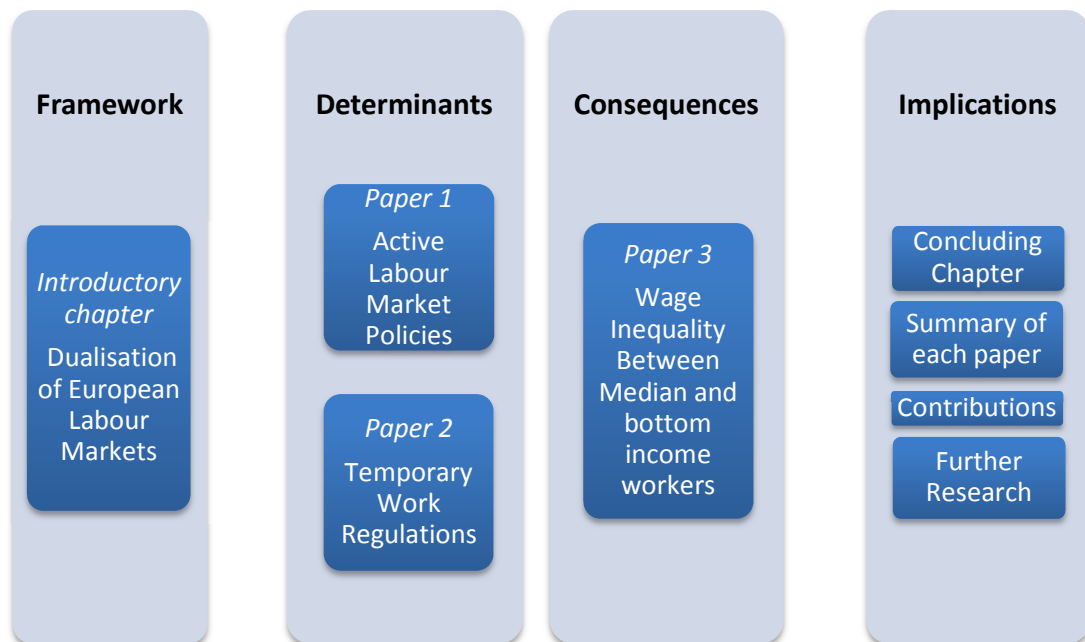 Framework
Introductory
chapter
Dualisation
of European
Labour
Markets
Determinants
Paper 1
Active
Labour
Market
Policies
Paper 2
Temporary
Work
Regulations
Consequences
Paper 3
Wage
Inequality
Between
Median and
bottom
income
workers
Implications
Concluding
Chapter
Summary of
each paper
Contributions
Further
Research